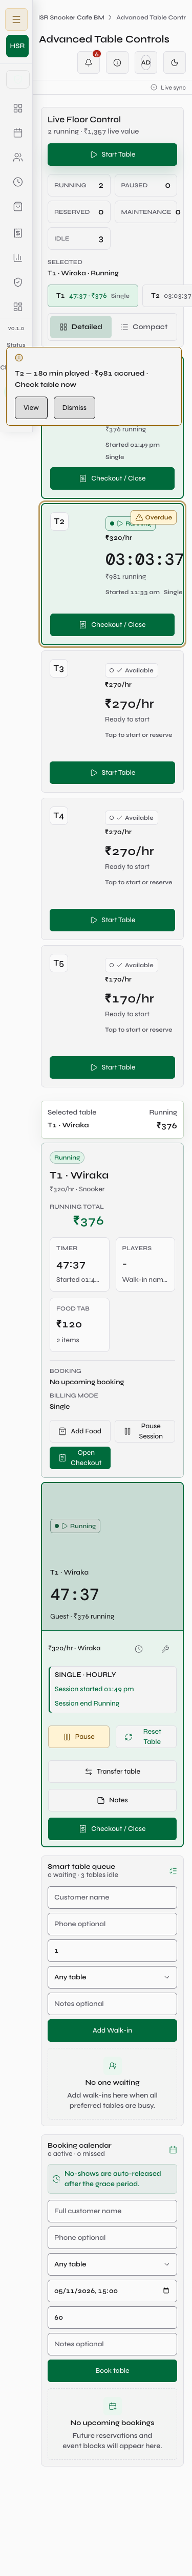 HSR
ISR Snooker Cafe BM > Advanced Table Contr
Advanced Table Controls
6
AD
Live sync
v0.1.0
Status
Live Floor Control
2 running · ₹1,357 live value
Start Table
RUNNING 2
PAUSED 0
RESERVED 0
MAINTENANCE 0
IDLE 3
SELECTED
T1 · Wiraka · Running
T1 47:37 · ₹376 Single
T2 03:03:37
Detailed
Compact
T2 — 180 min played · ₹981 accrued ·
Check table now
View
Dismiss
₹376 running
Started 01:49 pm
Single
Checkout / Close
T2
Running
Overdue
₹320/hr
03:03:37
₹981 running
Started 11:33 am Single
Checkout / Close
T3
Available
₹270/hr
₹270/hr
Ready to start
Tap to start or reserve
Start Table
T4
Available
₹270/hr
₹270/hr
Ready to start
Tap to start or reserve
Start Table
T5
Available
₹170/hr
₹170/hr
Ready to start
Tap to start or reserve
Start Table
Selected table Running
T1 · Wiraka ₹376
Running
T1 · Wiraka
₹320/hr · Snooker
RUNNING TOTAL
₹376
TIMER
47:37
Started 01:4...
PLAYERS
-
Walk-in nam...
FOOD TAB
₹120
2 items
BOOKING
No upcoming booking
BILLING MODE
Single
Add Food
Pause
Session
Open
Checkout
Running
T1 · Wiraka
47:37
Guest · ₹376 running
₹320/hr · Wiraka
SINGLE · HOURLY
Session started 01:49 pm
Session end Running
Pause
Reset
Table
Transfer table
Notes
Checkout / Close
Smart table queue
0 waiting · 3 tables idle
Customer name
Phone optional
1
Any table
Notes optional
Add Walk-in
No one waiting
Add walk-ins here when all
preferred tables are busy.
Booking calendar
0 active · 0 missed
No-shows are auto-released
after the grace period.
Full customer name
Phone optional
Any table
05/11/2026, 15:00
60
Notes optional
Book table
No upcoming bookings
Future reservations and
event blocks will appear here.